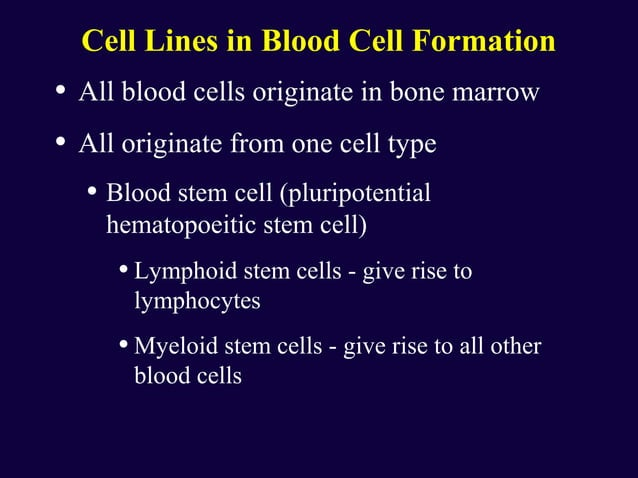 Cell Lines in Blood Cell Formation
• All blood cells originate in bone marrow
• All originate from one cell type
• Blood stem cell (pluripotential
hematopoeitic stem cell)
• Lymphoid stem cells - give rise to
lymphocytes
• Myeloid stem cells - give rise to all other
blood cells